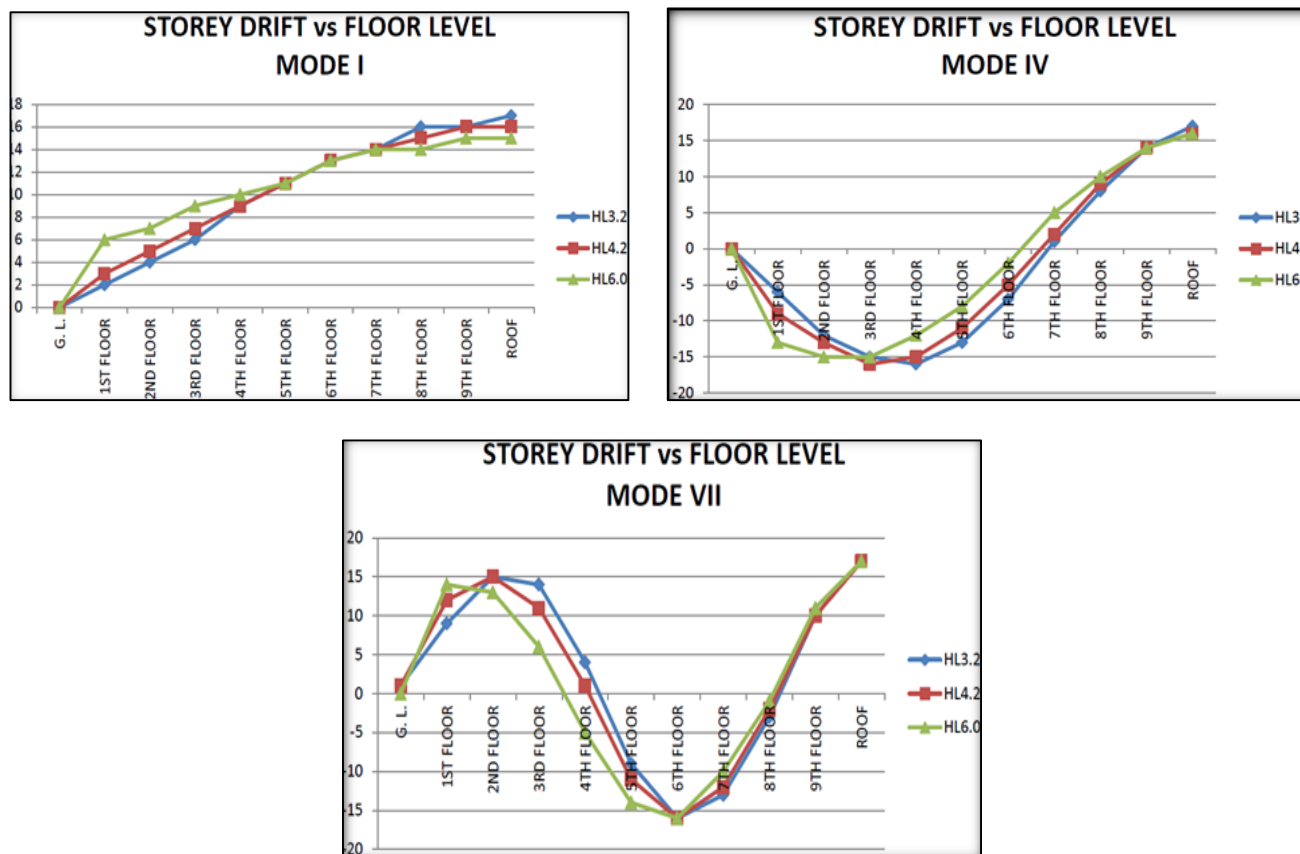 STOREY DRIFT vs FLOOR LEVEL
MODE I
18
16
14
12
10
8
6
4
2
0
G. L.
1ST FLOOR
2ND FLOOR
3RD FLOOR
4TH FLOOR
5TH FLOOR
6TH FLOOR
7TH FLOOR
8TH FLOOR
9TH FLOOR
ROOF
HL3.2
HL4.2
HL6.0
STOREY DRIFT vs FLOOR LEVEL
MODE IV
20
15
10
5
0
-5
-10
-15
-20
G. L.
1ST FLOOR
2ND FLOOR
3RD FLOOR
4TH FLOOR
5TH FLOOR
6TH FLOOR
7TH FLOOR
8TH FLOOR
9TH FLOOR
ROOF
HL3
HL4
HL6
STOREY DRIFT vs FLOOR LEVEL
MODE VII
20
15
10
5
0
-5
-10
-15
-20
G. L.
1ST FLOOR
2ND FLOOR
3RD FLOOR
4TH FLOOR
5TH FLOOR
6TH FLOOR
7TH FLOOR
8TH FLOOR
9TH FLOOR
ROOF
HL3.2
HL4.2
HL6.0